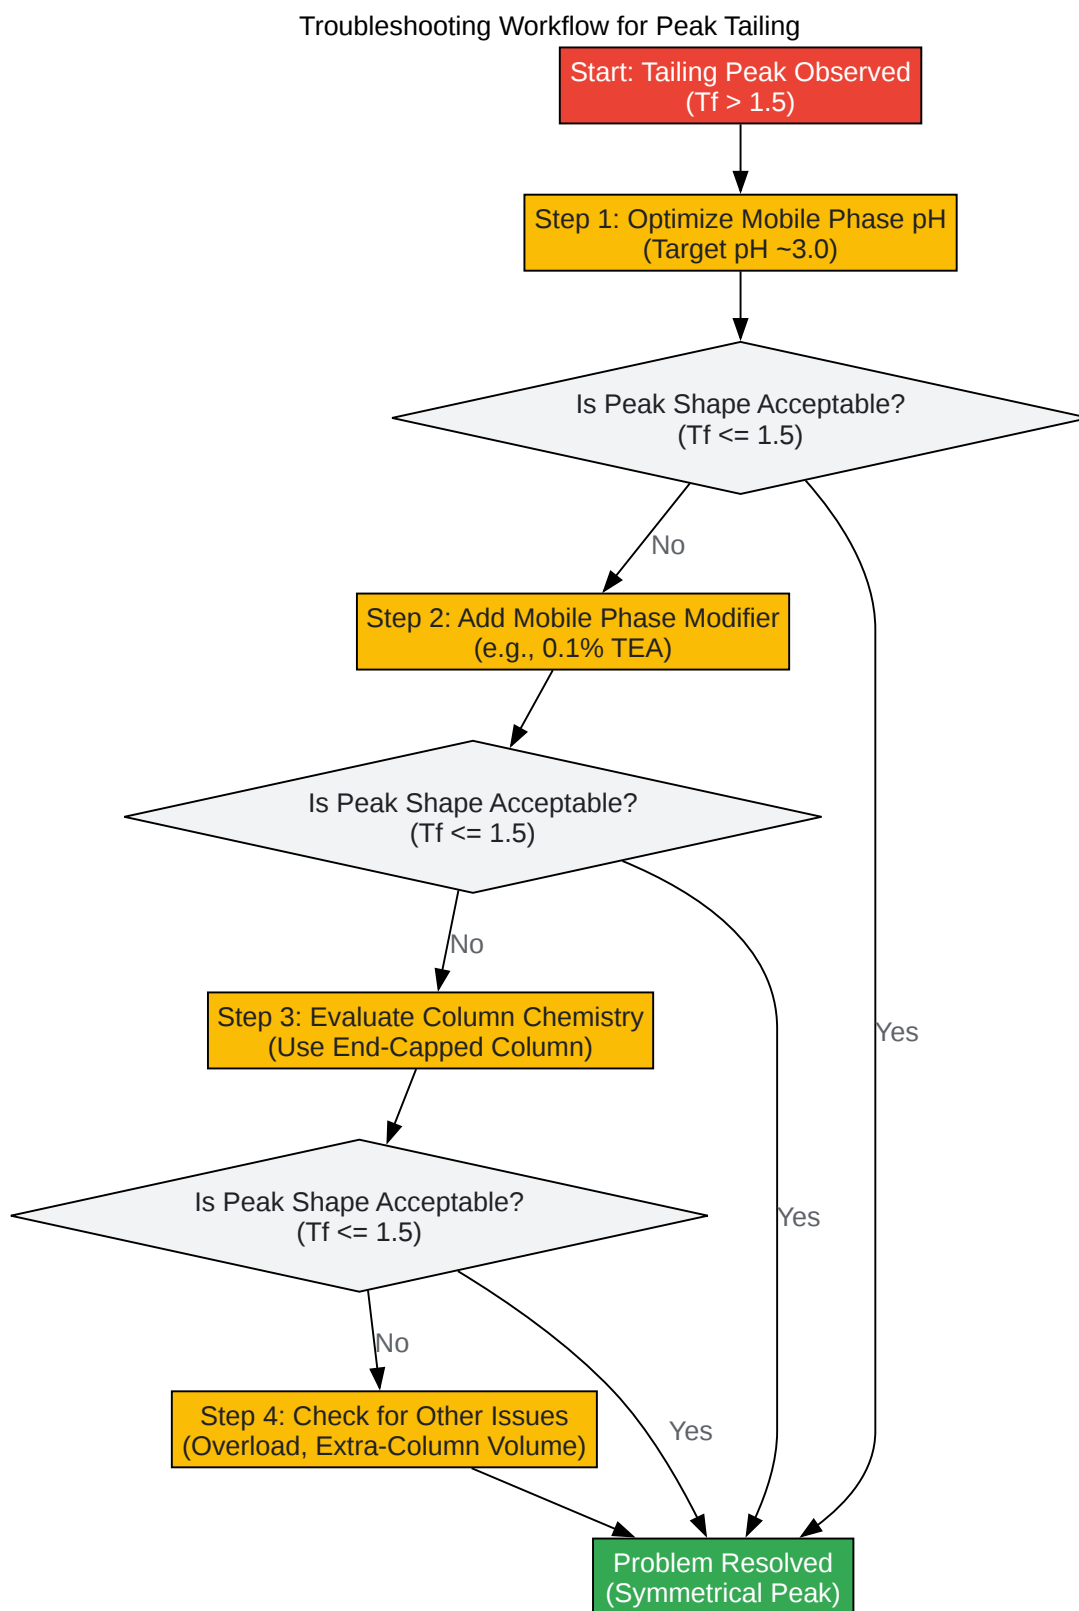 Troubleshooting Workflow for Peak Tailing
Start: Tailing Peak Observed
(Tf > 1.5)
Step 1: Optimize Mobile Phase pH
(Target pH ~3.0)
Is Peak Shape Acceptable?
(Tf <= 1.5)
No
Step 2: Add Mobile Phase Modifier
(e.g., 0.1% TEA)
Is Peak Shape Acceptable?
(Tf <= 1.5)
No
Step 3: Evaluate Column Chemistry
(Use End-Capped Column)
Yes
Is Peak Shape Acceptable?
(Tf <= 1.5)
Yes
No
Step 4: Check for Other Issues
(Overload, Extra-Column Volume)
Yes
Problem Resolved
(Symmetrical Peak)